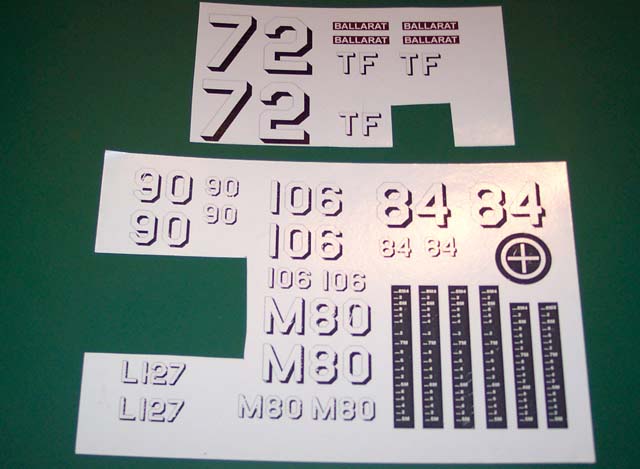 72 BALLARAT BALLARAT
BALLARAT BALLARAT
TF TF
72 TF
90 90 106 84 84
90 90 106 84 84
106 106
M80
M80
L127
L127 M80 M80